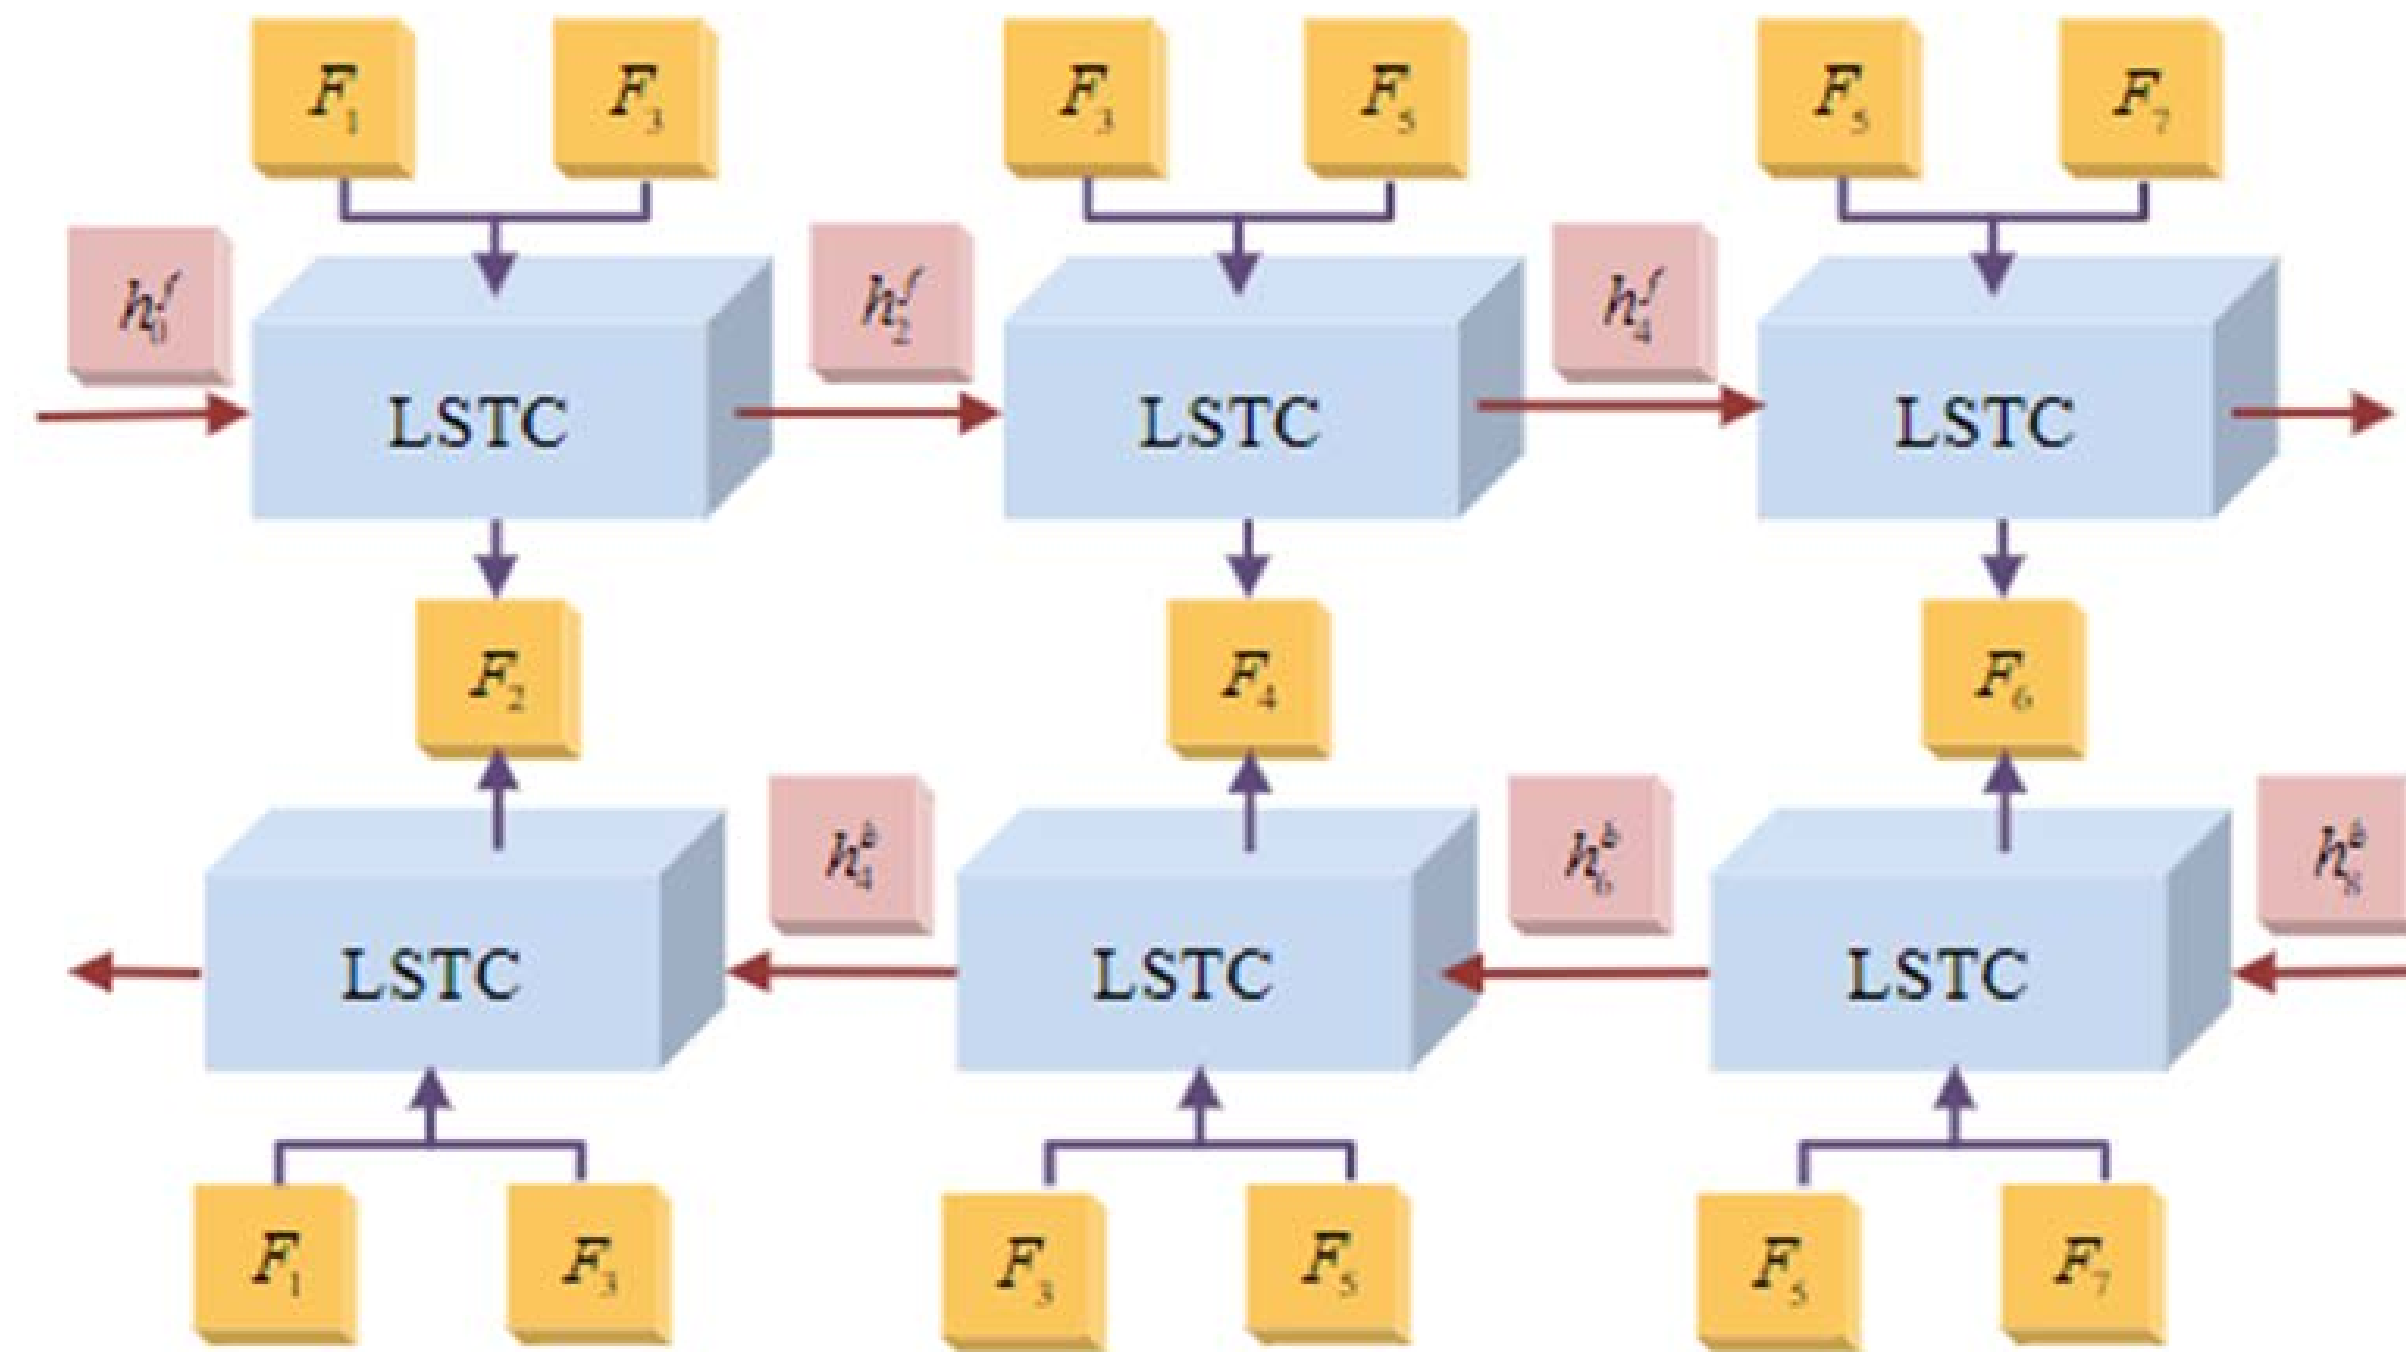 F₁ F₃ F₃ F₅ F₅ F₇
h₀ᶠ h₂ᶠ h₄ᶠ
LSTC LSTC LSTC
F₂ F₄ F₆
h₄ᵇ h₆ᵇ h₈ᵇ
LSTC LSTC LSTC
F₁ F₃ F₃ F₅ F₅ F₇